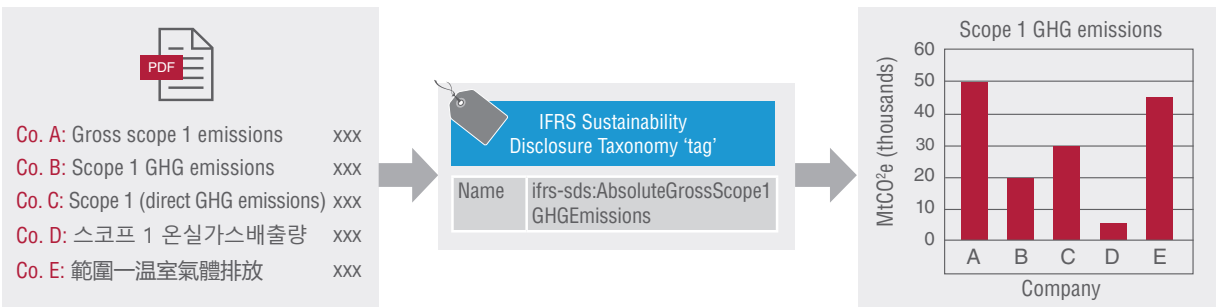 PDF
Co. A: Gross scope 1 emissions xxx
Co. B: Scope 1 GHG emissions xxx
Co. C: Scope 1 (direct GHG emissions) xxx
Co. D: 스코프 1 온실가스배출량 xxx
Co. E: 範圍一温室氣體排放 xxx
IFRS Sustainability
Disclosure Taxonomy ‘tag’
Name ifrs-sds:AbsoluteGrossScope1
GHGEmissions
Scope 1 GHG emissions
MtCO²e (thousands)
60
50
40
30
20
10
0
A B C D E
Company